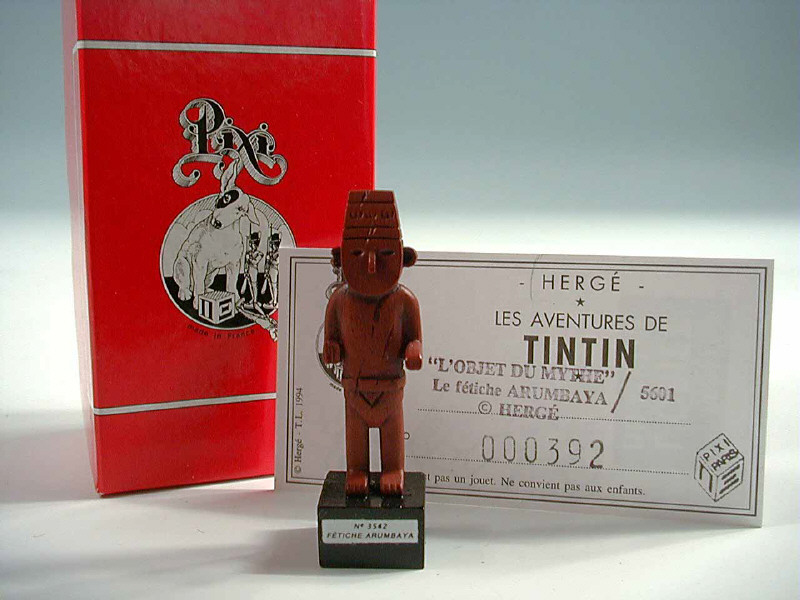 Pixi
made in France
- HERGÉ -
LES AVENTURES DE
TINTIN
"L'OBJET DU MYTHE"
Le fétiche ARUMBAYA / 5601
© HERGÉ
000392
© Hergé - T.L. 1994
PIXI
PARIS
t pas un jouet. Ne convient pas aux enfants.
Nº 3542
FÉTICHE ARUMBAYA